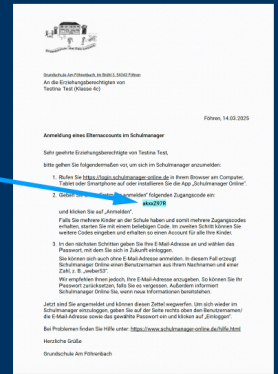 Grundschule Am Föhrenbach, Im Brühl 3, 54343 Föhren
An die Erziehungsberechtigten von
Testina Test (Klasse 4c)
Föhren, 14.03.2025
Anmeldung eines Elternaccounts im Schulmanager
Sehr geehrte Erziehungsberechtigte von Testina Test,
bitte gehen Sie folgendermaßen vor, um sich im Schulmanager anzumelden:
1. Rufen Sie https://login.schulmanager-online.de in Ihrem Browser am Computer,
Tablet oder Smartphone auf oder installieren Sie die App „Schulmanager Online".
2. Geben Sie anmelden" folgenden Zugangscode ein:
akxx297R
und klicken Sie auf „Anmelden".
Falls Sie mehrere Kinder an der Schule haben und somit mehrere Zugangscodes
erhalten, starten Sie mit einem beliebigen Code. Im zweiten Schritt können Sie
weitere Codes eingeben und erhalten so einen Account für alle Ihre Kinder.
3. In den nächsten Schritten geben Sie Ihre E-Mail-Adresse an und wählen das
Passwort, mit dem Sie sich in Zukunft einloggen.
Sie können sich auch ohne E-Mail-Adresse anmelden, in diesem Fall erzeugt
Schulmanager Online einen Benutzernamen aus Ihrem Nachnamen und einer
Zahl, z. B. „weber53".
Wir empfehlen Ihnen jedoch, Ihre E-Mail-Adresse anzugeben. So können Sie Ihr
Passwort zurücksetzen, falls Sie es vergessen. Außerdem informiert
Schulmanager Online Sie, wenn neue Informationen bereitstehen.
Jetzt sind Sie angemeldet und können diesen Zettel wegwerfen. Um sich wieder im
Schulmanager einzuloggen, geben Sie auf der Seite rechts oben den Benutzernamen/
die E-Mail-Adresse sowie das gewählte Passwort ein und klicken auf „Einloggen".
Bei Problemen finden Sie Hilfe unter: https://www.schulmanager-online.de/hilfe.html
Herzliche Grüße
Grundschule Am Föhrenbach